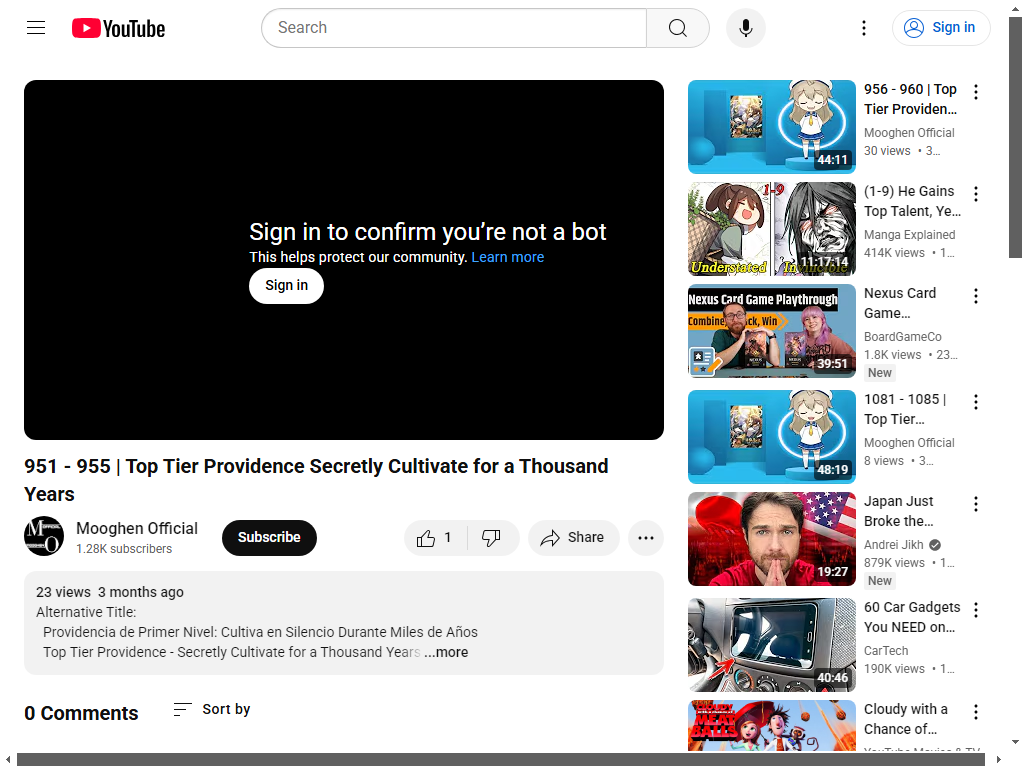 YouTube
Search
Sign in
Sign in to confirm you're not a bot
This helps protect our community. Learn more
Sign in
951 - 955 | Top Tier Providence Secretly Cultivate for a Thousand
Years
Mooghen Official
1.28K subscribers
Subscribe
1
Share
23 views 3 months ago
Alternative Title:
Providencia de Primer Nivel: Cultiva en Silencio Durante Miles de Años
Top Tier Providence - Secretly Cultivate for a Thousand Years ...more
0 Comments
Sort by
44:11
956 - 960 | Top
Tier Providen...
Mooghen Official
30 views • 3...
1-9
Understated
Invincible
11:17:14
(1-9) He Gains
Top Talent, Ye...
Manga Explained
414K views • 1...
Nexus Card Game Playthrough
39:51
Nexus Card
Game...
BoardGameCo
1.8K views • 23...
New
48:19
1081 - 1085 |
Top Tier...
Mooghen Official
8 views • 3...
19:27
Japan Just
Broke the...
Andrei Jikh
879K views • 1...
New
40:46
60 Car Gadgets
You NEED on...
CarTech
190K views • 1...
MEATBALLS
Cloudy with a
Chance of...
YouTube Movies & TV